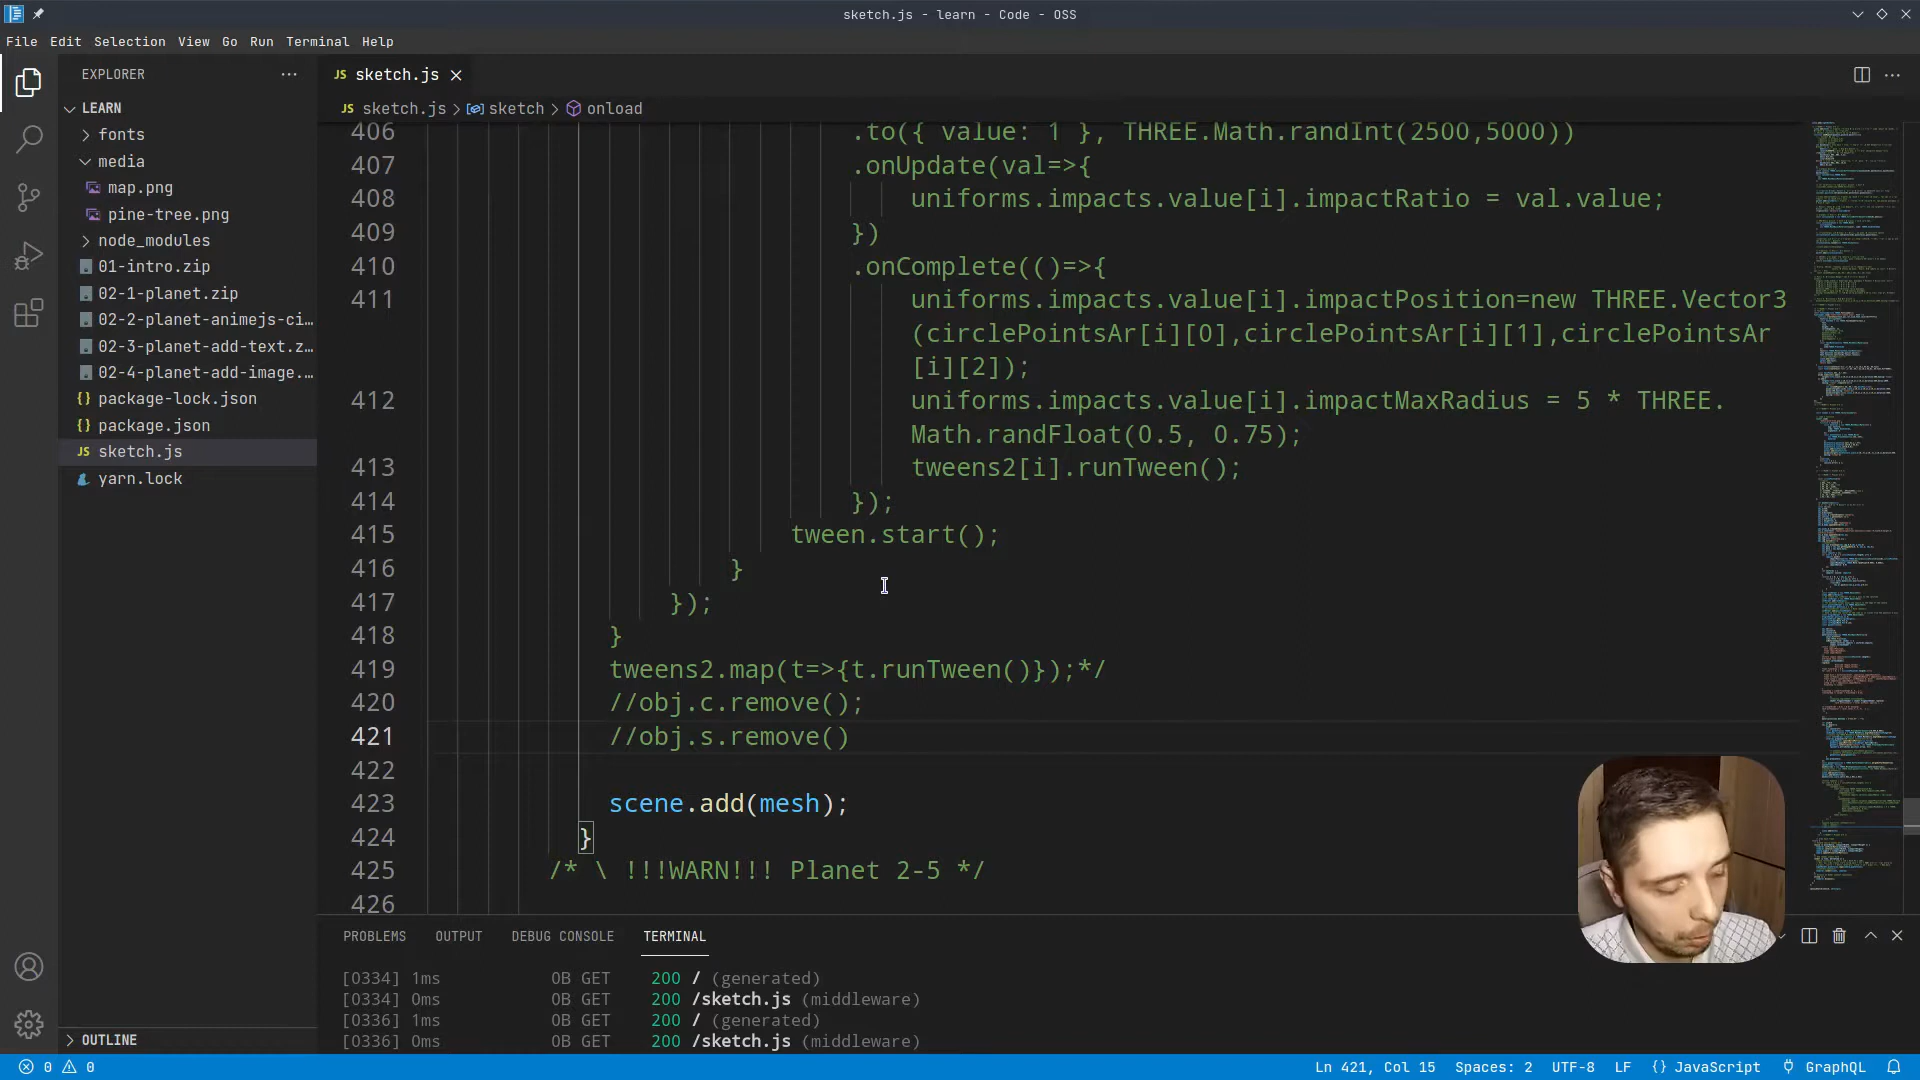 sketch.js - learn - Code - OSS
File Edit Selection View Go Run Terminal Help
EXPLORER
LEARN
fonts
media
map.png
pine-tree.png
node_modules
01-intro.zip
02-1-planet.zip
02-2-planet-animejs-ci…
02-3-planet-add-text.z…
02-4-planet-add-image.…
package-lock.json
package.json
JS sketch.js
yarn.lock
OUTLINE
JS sketch.js
JS sketch.js > sketch > onload
406 .to({ value: 1 }, THREE.Math.randInt(2500,5000))
407 .onUpdate(val=>{
408 uniforms.impacts.value[i].impactRatio = val.value;
409 })
410 .onComplete(()=>{
411 uniforms.impacts.value[i].impactPosition=new THREE.Vector3
(circlePointsAr[i][0],circlePointsAr[i][1],circlePointsAr
[i][2]);
412 uniforms.impacts.value[i].impactMaxRadius = 5 * THREE.
Math.randFloat(0.5, 0.75);
413 tweens2[i].runTween();
414 });
415 tween.start();
416 }
417 });
418 }
419 tweens2.map(t=>{t.runTween()});*/
420 //obj.c.remove();
421 //obj.s.remove()
422
423 scene.add(mesh);
424 }
425 /* \ !!!WARN!!! Planet 2-5 */
426
PROBLEMS OUTPUT DEBUG CONSOLE TERMINAL
[0334] 1ms 0B GET 200 / (generated)
[0334] 0ms 0B GET 200 /sketch.js (middleware)
[0336] 1ms 0B GET 200 / (generated)
[0336] 0ms 0B GET 200 /sketch.js (middleware)
0 0 Ln 421, Col 15 Spaces: 2 UTF-8 LF {} JavaScript GraphQL